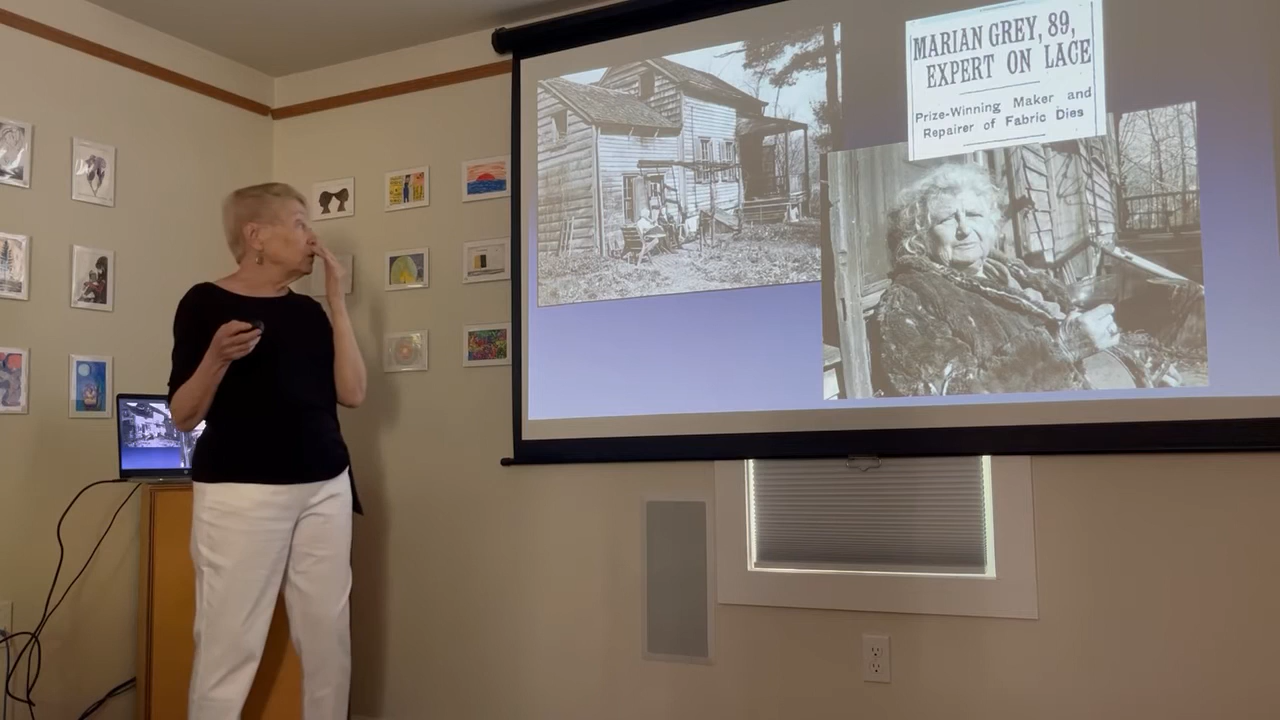 MARIAN GREY, 89,
EXPERT ON LACE
Prize-Winning Maker and
Repairer of Fabric Dies